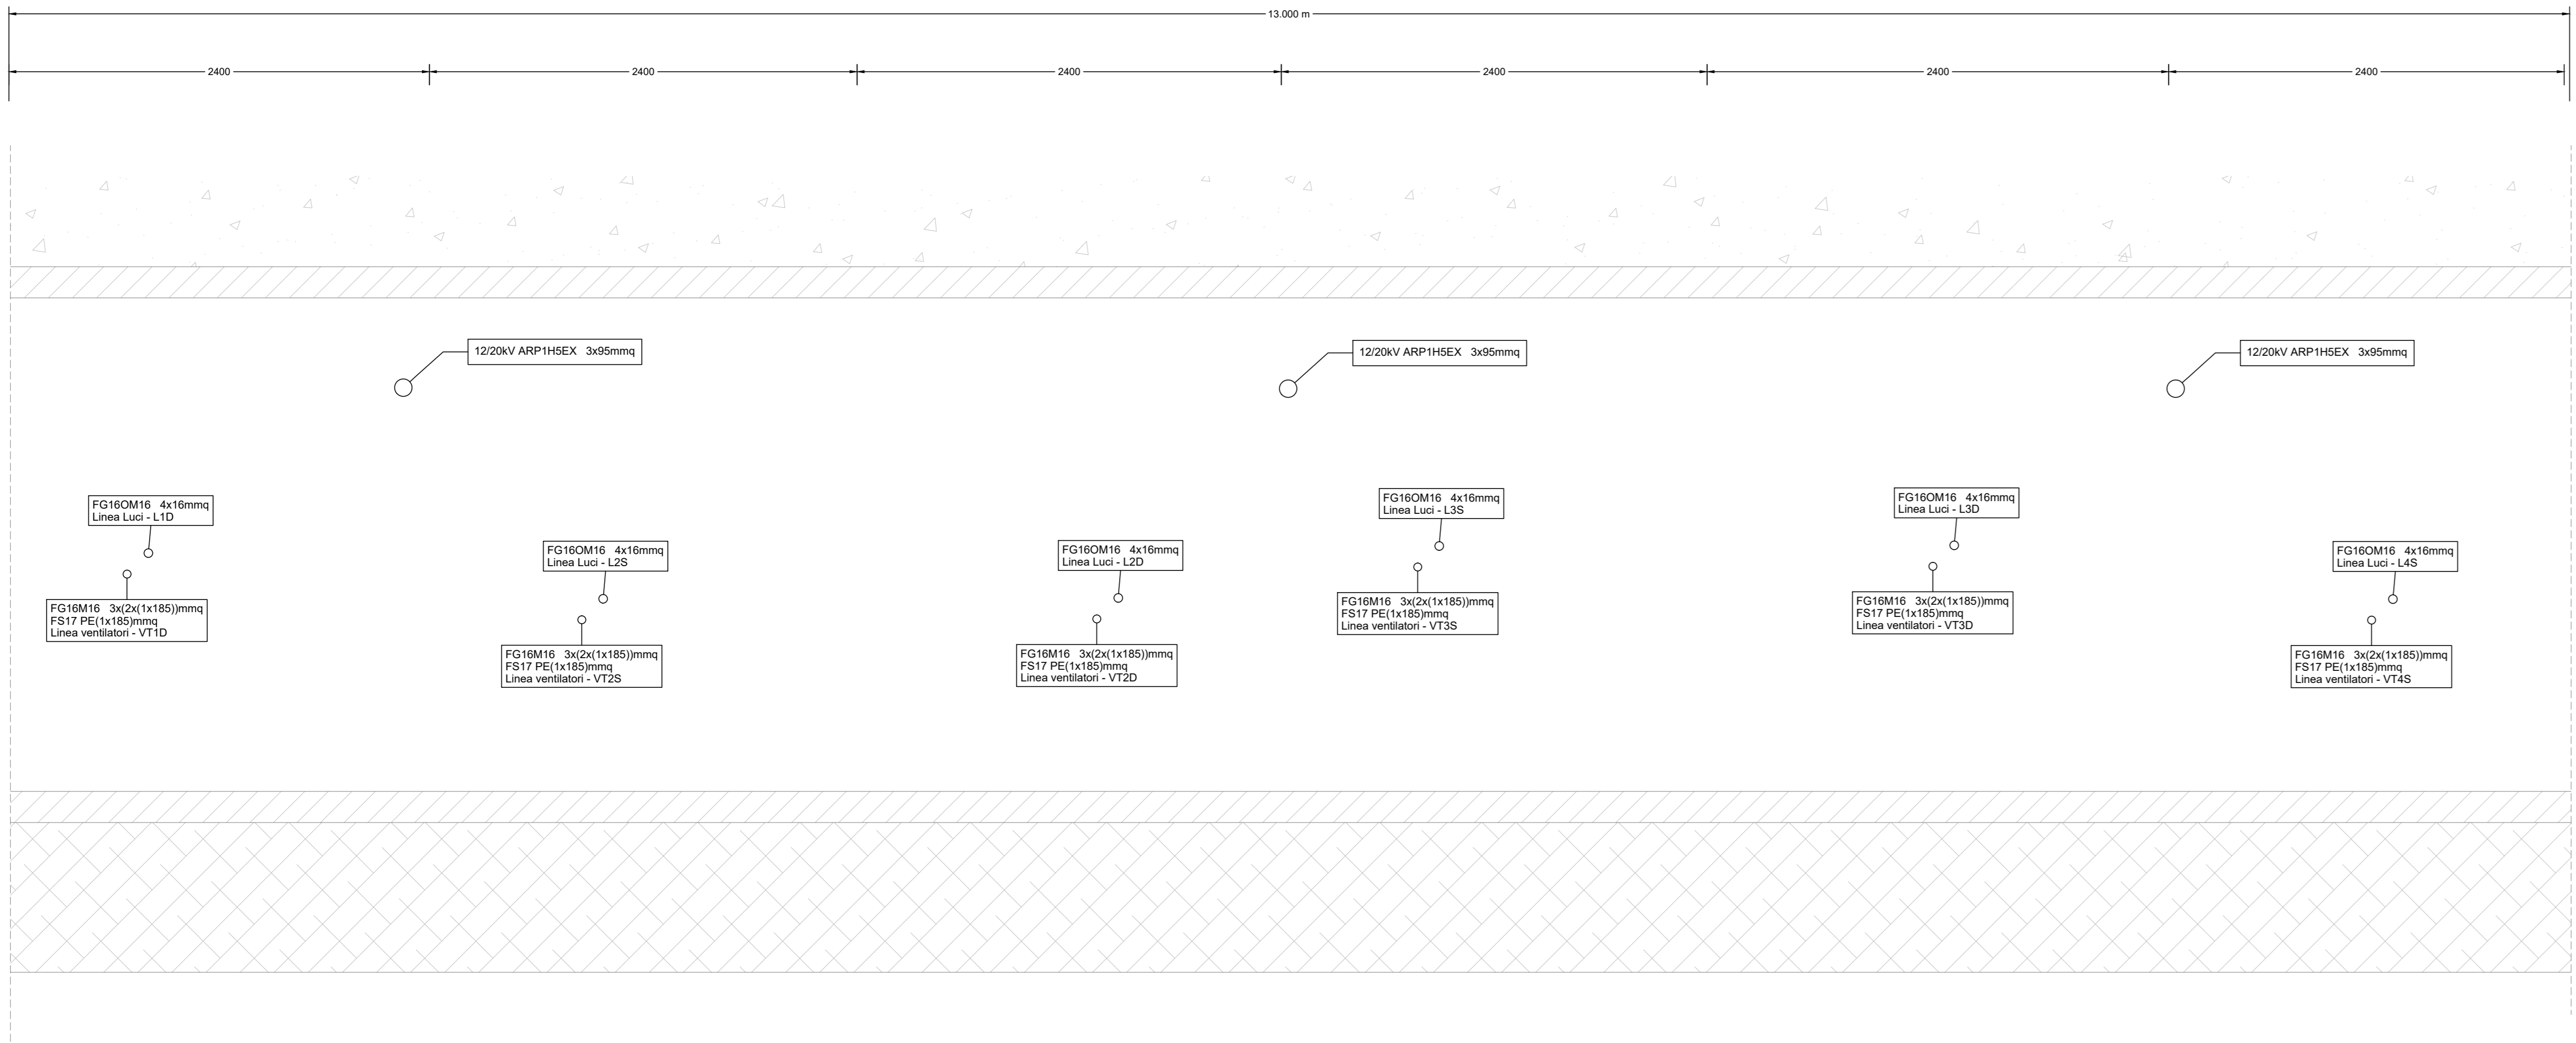 13.000 m
2400
2400
2400
2400
2400
2400
12/20kV ARP1H5EX 3x95mmq
12/20kV ARP1H5EX 3x95mmq
12/20kV ARP1H5EX 3x95mmq
FG16OM16 4x16mmq
Linea Luci - L1D
FG16M16 3x(2x(1x185))mmq
FS17 PE(1x185)mmq
Linea ventilatori - VT1D
FG16OM16 4x16mmq
Linea Luci - L2S
FG16M16 3x(2x(1x185))mmq
FS17 PE(1x185)mmq
Linea ventilatori - VT2S
FG16OM16 4x16mmq
Linea Luci - L2D
FG16M16 3x(2x(1x185))mmq
FS17 PE(1x185)mmq
Linea ventilatori - VT2D
FG16OM16 4x16mmq
Linea Luci - L3S
FG16M16 3x(2x(1x185))mmq
FS17 PE(1x185)mmq
Linea ventilatori - VT3S
FG16OM16 4x16mmq
Linea Luci - L3D
FG16M16 3x(2x(1x185))mmq
FS17 PE(1x185)mmq
Linea ventilatori - VT3D
FG16OM16 4x16mmq
Linea Luci - L4S
FG16M16 3x(2x(1x185))mmq
FS17 PE(1x185)mmq
Linea ventilatori - VT4S